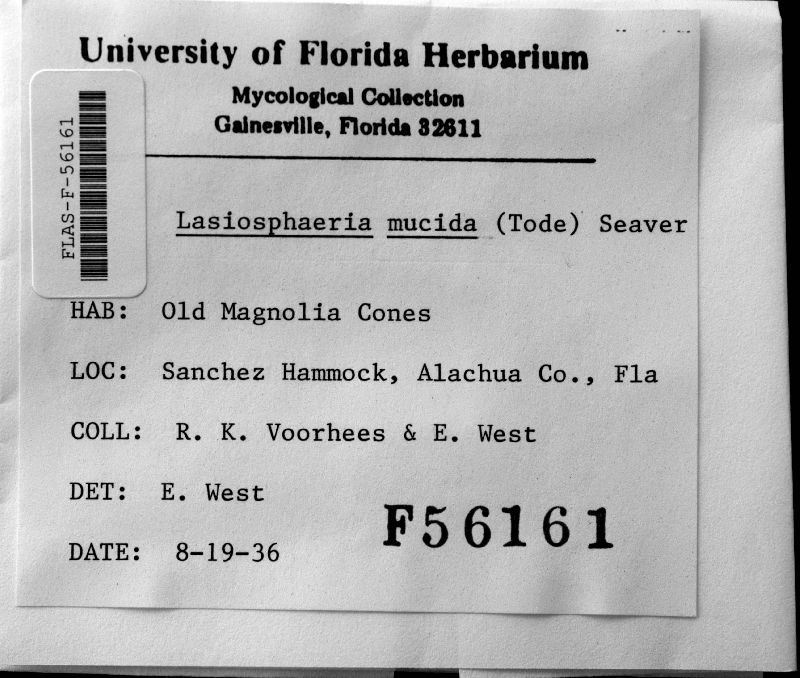 University of Florida Herbarium
Mycological Collection
Gainesville, Florida 32611
FLAS-F-56161
Lasiosphaeria mucida (Tode) Seaver
HAB: Old Magnolia Cones
LOC: Sanchez Hammock, Alachua Co., Fla
COLL: R. K. Voorhees & E. West
DET: E. West
F56161
DATE: 8-19-36